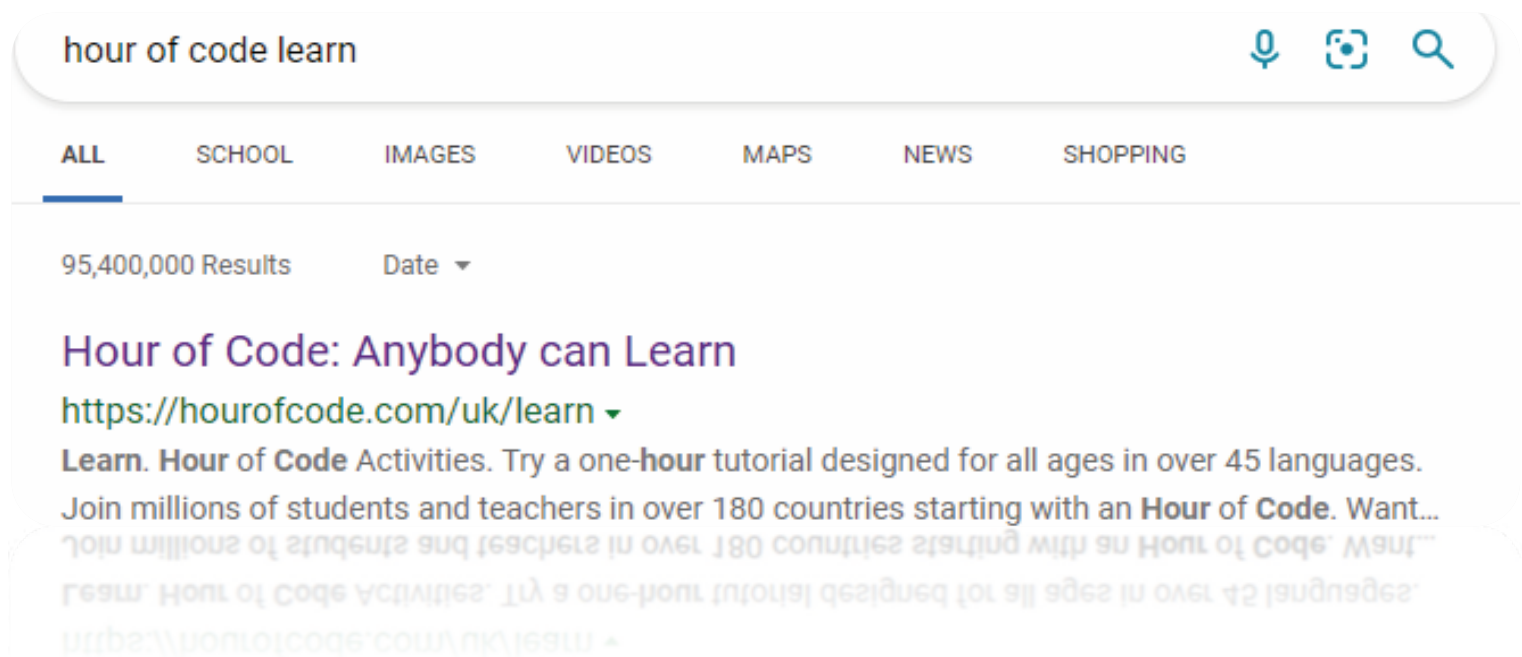 hour of code learn
ALL SCHOOL IMAGES VIDEOS MAPS NEWS SHOPPING
95,400,000 Results Date
Hour of Code: Anybody can Learn
https://hourofcode.com/uk/learn
Learn. Hour of Code Activities. Try a one-hour tutorial designed for all ages in over 45 languages.
Join millions of students and teachers in over 180 countries starting with an Hour of Code. Want...